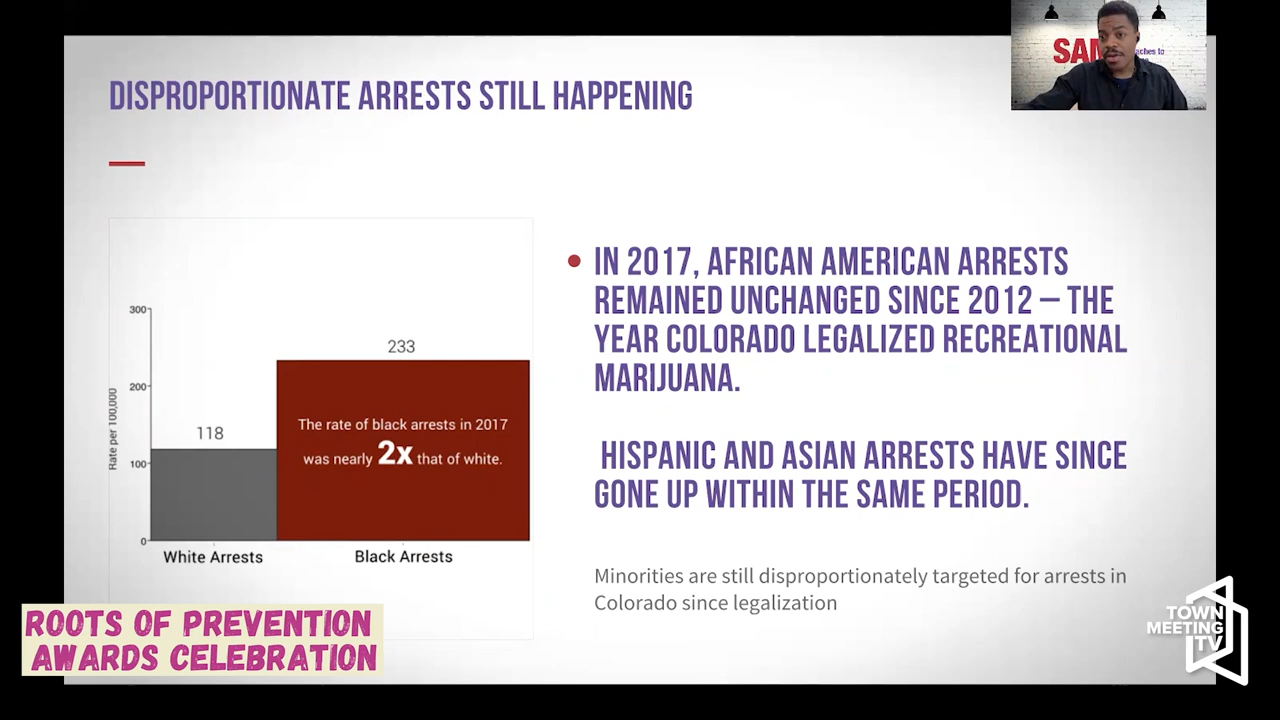 DISPROPORTIONATE ARRESTS STILL HAPPENING
SAM
aches to
300
200
100
0
Rate per 100,000
118
233
The rate of black arrests in 2017
was nearly 2x that of white.
White Arrests
Black Arrests
IN 2017, AFRICAN AMERICAN ARRESTS
REMAINED UNCHANGED SINCE 2012 – THE
YEAR COLORADO LEGALIZED RECREATIONAL
MARIJUANA.
HISPANIC AND ASIAN ARRESTS HAVE SINCE
GONE UP WITHIN THE SAME PERIOD.
Minorities are still disproportionately targeted for arrests in
Colorado since legalization
ROOTS OF PREVENTION
AWARDS CELEBRATION
TOWN
MEETING
TV